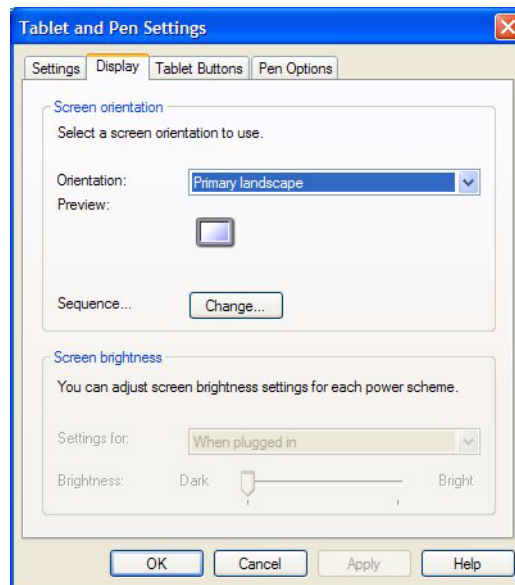 Tablet and Pen Settings
Settings Display Tablet Buttons Pen Options
Screen orientation
Select a screen orientation to use.
Orientation: Primary landscape
Preview:
Sequence... Change...
Screen brightness
You can adjust screen brightness settings for each power scheme.
Settings for: When plugged in
Brightness: Dark Bright
OK Cancel Apply Help